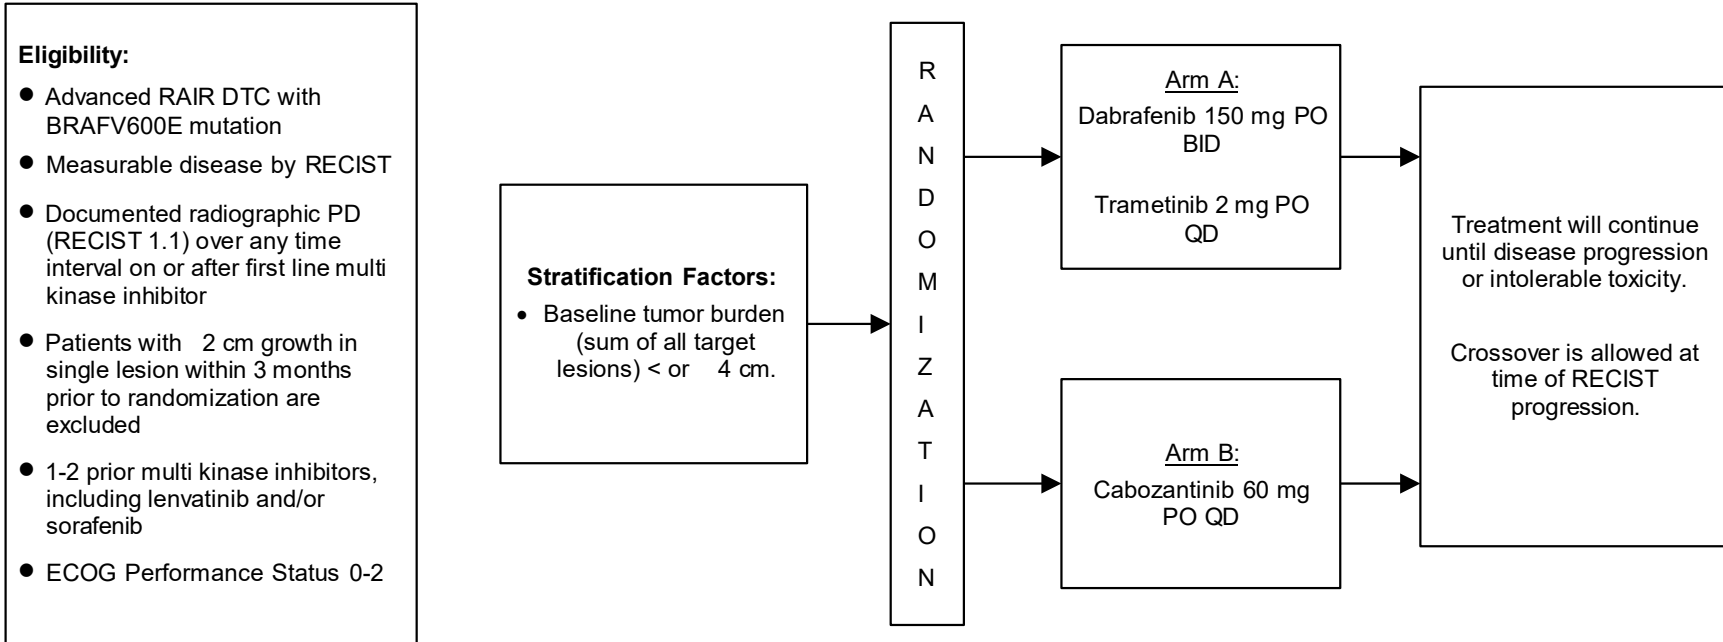 Eligibility:
● Advanced RAIR DTC with
BRAFV600E mutation
● Measurable disease by RECIST
● Documented radiographic PD
(RECIST 1.1) over any time
interval on or after first line multi
kinase inhibitor
● Patients with 2 cm growth in
single lesion within 3 months
prior to randomization are
excluded
● 1-2 prior multi kinase inhibitors,
including lenvatinib and/or
sorafenib
● ECOG Performance Status 0-2
Stratification Factors:
• Baseline tumor burden
(sum of all target
lesions) < or 4 cm.
R
A
N
D
O
M
I
Z
A
T
I
O
N
Arm A:
Dabrafenib 150 mg PO
BID
Trametinib 2 mg PO
QD
Arm B:
Cabozantinib 60 mg
PO QD
Treatment will continue
until disease progression
or intolerable toxicity.
Crossover is allowed at
time of RECIST
progression.